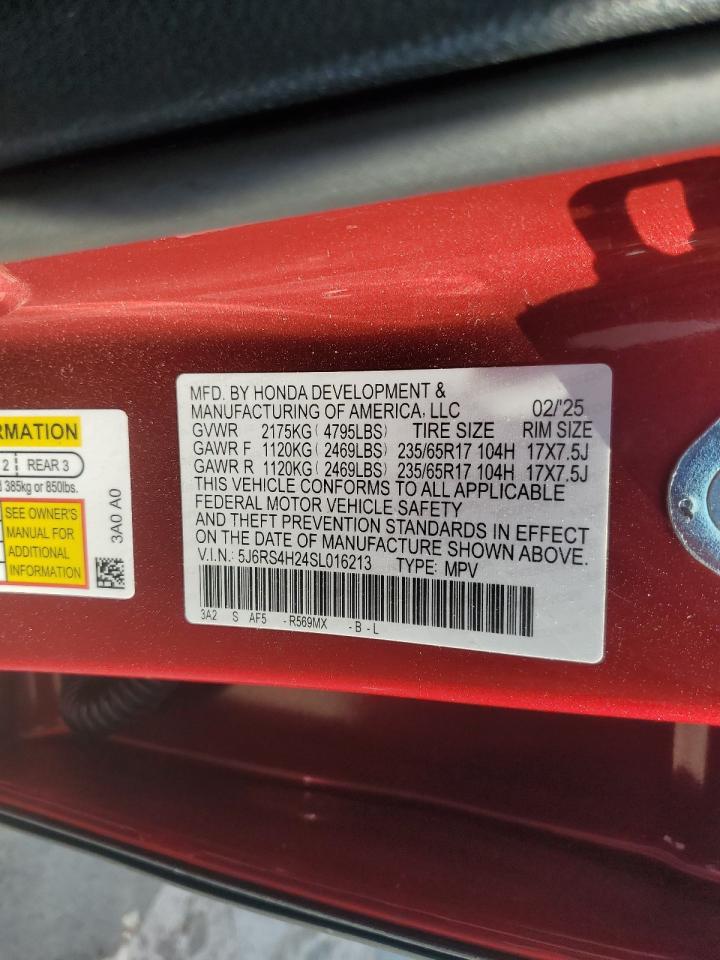 RMATION
2 REAR 3
385kg or 850lbs.
SEE OWNER'S
MANUAL FOR
ADDITIONAL
INFORMATION
3A0 A0
MFD. BY HONDA DEVELOPMENT &
MANUFACTURING OF AMERICA, LLC 02/'25
GVWR 2175KG (4795LBS) TIRE SIZE RIM SIZE
GAWR F 1120KG (2469LBS) 235/65R17 104H 17X7.5J
GAWR R 1120KG (2469LBS) 235/65R17 104H 17X7.5J
THIS VEHICLE CONFORMS TO ALL APPLICABLE
FEDERAL MOTOR VEHICLE SAFETY
AND THEFT PREVENTION STANDARDS IN EFFECT
ON THE DATE OF MANUFACTURE SHOWN ABOVE.
V.I.N.: 5J6RS4H24SL016213 TYPE: MPV
3A2 S AF5 - R569MX - B - L